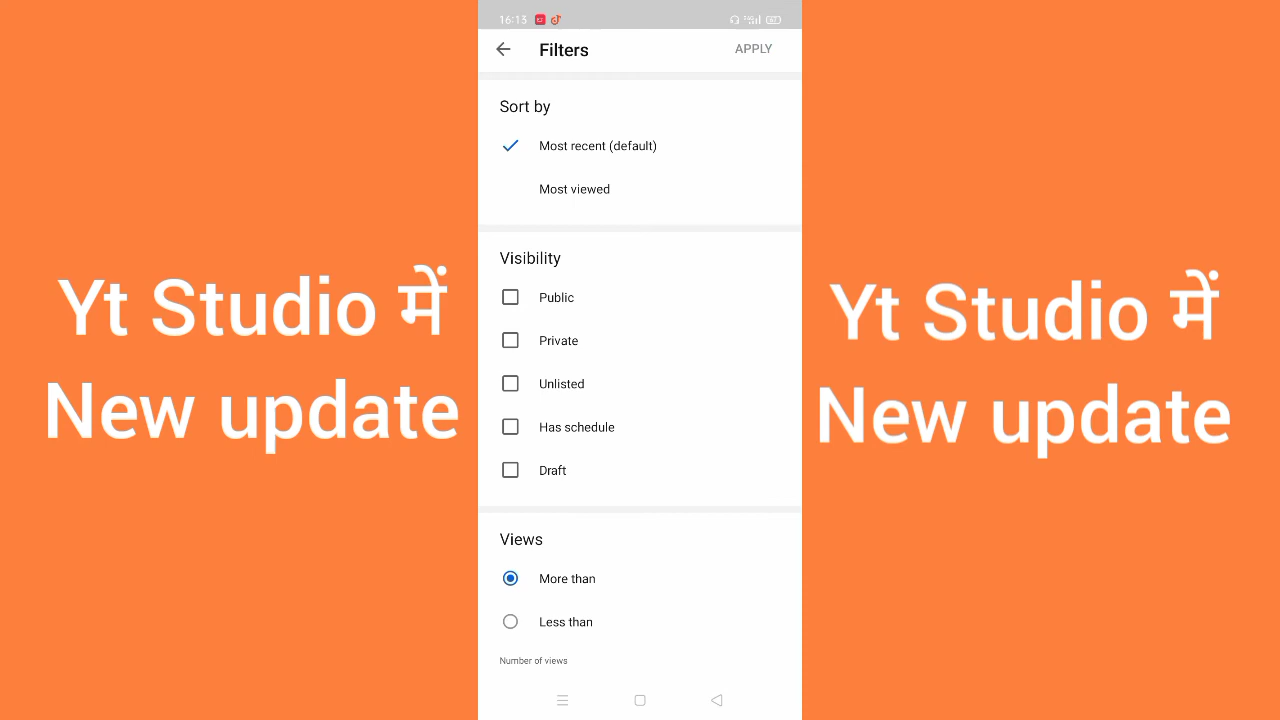 16:13
Filters
APPLY
Sort by
Most recent (default)
Most viewed
Visibility
Public
Private
Unlisted
Has schedule
Draft
Views
More than
Less than
Number of views
Yt Studio में
New update
Yt Studio में
New update